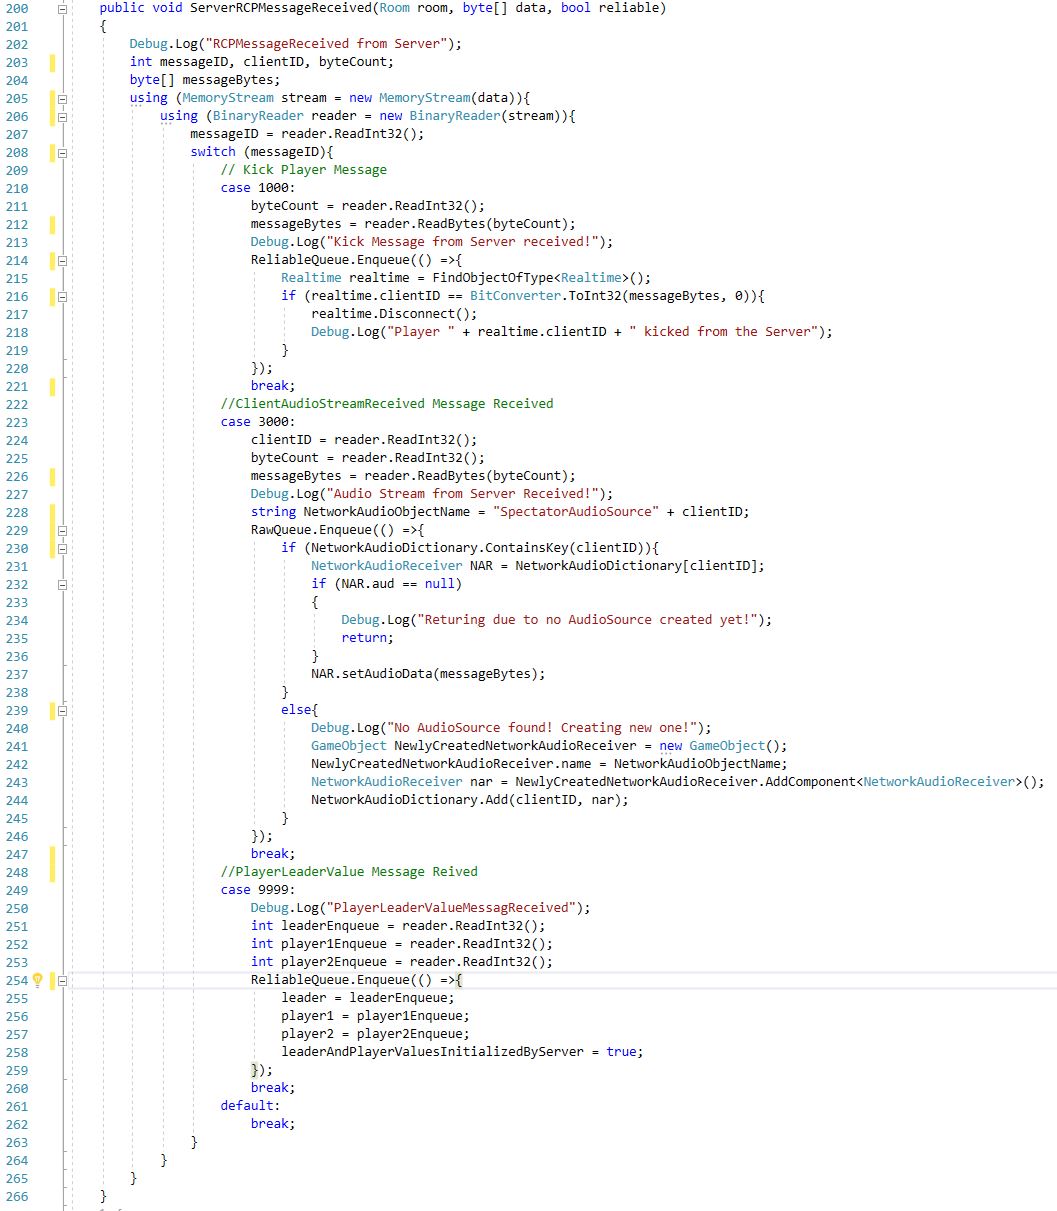 200 public void ServerRCPMessageReceived(Room room, byte[] data, bool reliable)
201 {
202 Debug.Log("RCPMessageReceived from Server");
203 int messageID, clientID, byteCount;
204 byte[] messageBytes;
205 using (MemoryStream stream = new MemoryStream(data)){
206 using (BinaryReader reader = new BinaryReader(stream)){
207 messageID = reader.ReadInt32();
208 switch (messageID){
209 // Kick Player Message
210 case 1000:
211 byteCount = reader.ReadInt32();
212 messageBytes = reader.ReadBytes(byteCount);
213 Debug.Log("Kick Message from Server received!");
214 ReliableQueue.Enqueue(() =>{
215 Realtime realtime = FindObjectOfType<Realtime>();
216 if (realtime.clientID == BitConverter.ToInt32(messageBytes, 0)){
217 realtime.Disconnect();
218 Debug.Log("Player " + realtime.clientID + " kicked from the Server");
219 }
220 });
221 break;
222 //ClientAudioStreamReceived Message Received
223 case 3000:
224 clientID = reader.ReadInt32();
225 byteCount = reader.ReadInt32();
226 messageBytes = reader.ReadBytes(byteCount);
227 Debug.Log("Audio Stream from Server Received!");
228 string NetworkAudioObjectName = "SpectatorAudioSource" + clientID;
229 RawQueue.Enqueue(() =>{
230 if (NetworkAudioDictionary.ContainsKey(clientID)){
231 NetworkAudioReceiver NAR = NetworkAudioDictionary[clientID];
232 if (NAR.aud == null)
233 {
234 Debug.Log("Returing due to no AudioSource created yet!");
235 return;
236 }
237 NAR.setAudioData(messageBytes);
238 }
239 else{
240 Debug.Log("No AudioSource found! Creating new one!");
241 GameObject NewlyCreatedNetworkAudioReceiver = new GameObject();
242 NewlyCreatedNetworkAudioReceiver.name = NetworkAudioObjectName;
243 NetworkAudioReceiver nar = NewlyCreatedNetworkAudioReceiver.AddComponent<NetworkAudioReceiver>();
244 NetworkAudioDictionary.Add(clientID, nar);
245 }
246 });
247 break;
248 //PlayerLeaderValue Message Reived
249 case 9999:
250 Debug.Log("PlayerLeaderValueMessagReceived");
251 int leaderEnqueue = reader.ReadInt32();
252 int player1Enqueue = reader.ReadInt32();
253 int player2Enqueue = reader.ReadInt32();
254 ReliableQueue.Enqueue(() =>{
255 leader = leaderEnqueue;
256 player1 = player1Enqueue;
257 player2 = player2Enqueue;
258 leaderAndPlayerValuesInitializedByServer = true;
259 });
260 break;
261 default:
262 break;
263 }
264 }
265 }
266 }